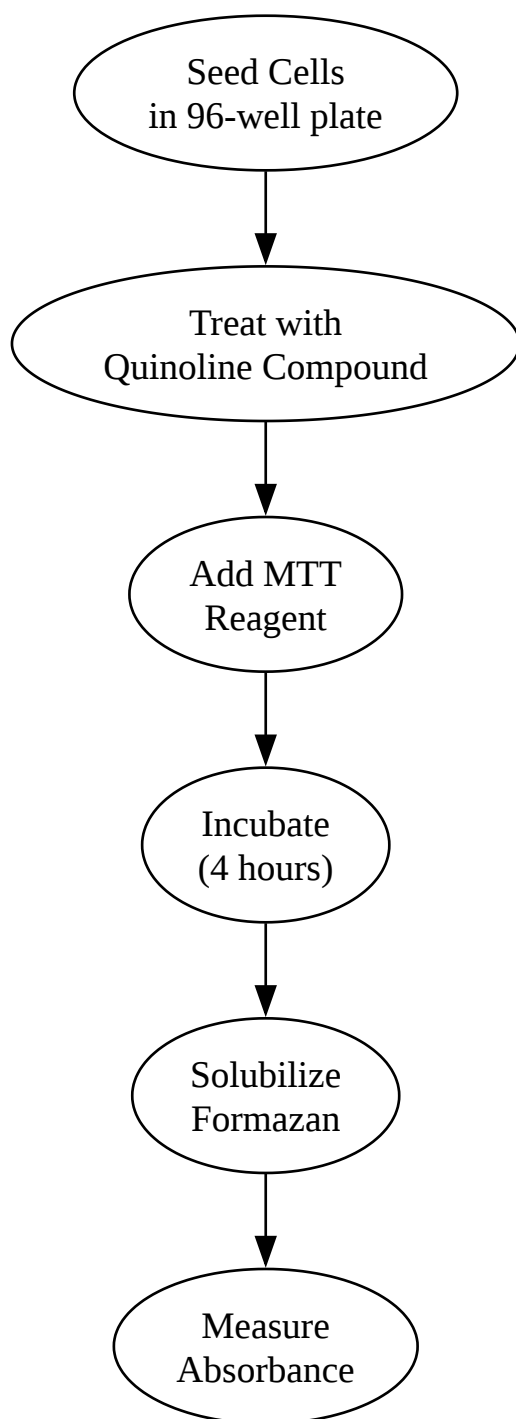 Seed Cells
in 96-well plate
Treat with
Quinoline Compound
Add MTT
Reagent
Incubate
(4 hours)
Solubilize
Formazan
Measure
Absorbance